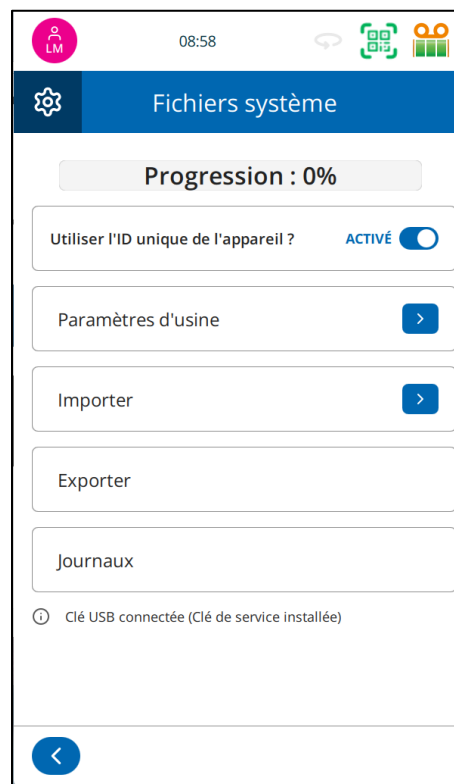 LM
08:58
Fichiers système
Progression : 0%
Utiliser l'ID unique de l'appareil ?
ACTIVÉ
Paramètres d'usine
Importer
Exporter
Journaux
Clé USB connectée (Clé de service installée)